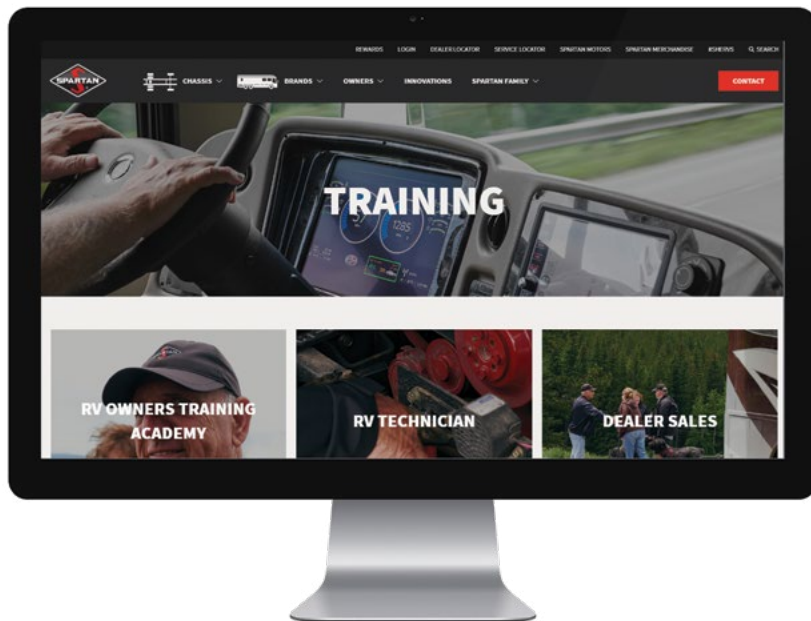 REWARDS LOGIN DEALER LOCATOR SERVICE LOCATOR SPARTAN MOTORS SPARTAN MERCHANDISE #SHERVS SEARCH
SPARTAN CHASSIS BRANDS OWNERS INNOVATIONS SPARTAN FAMILY CONTACT
TRAINING
1285
RV OWNERS TRAINING
ACADEMY
RV TECHNICIAN
DEALER SALES